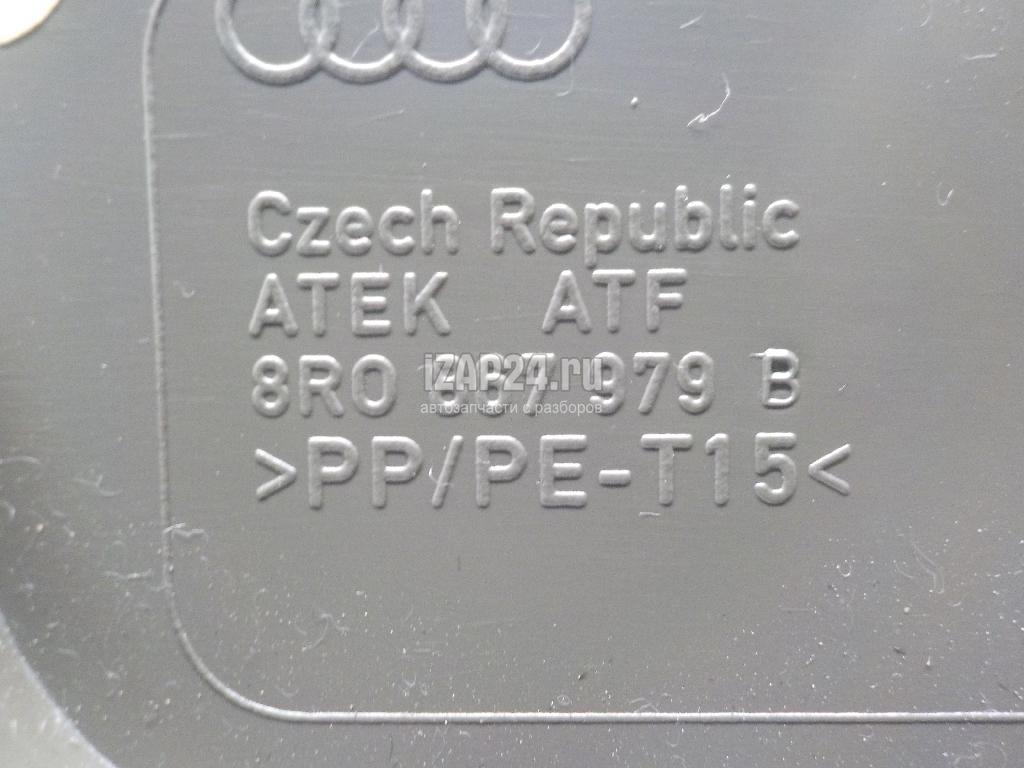 Czech Republic
ATEK ATF
8R0 979 B
iZAP24.ru
автозапчасти с разборов
>PP/PE-T15<